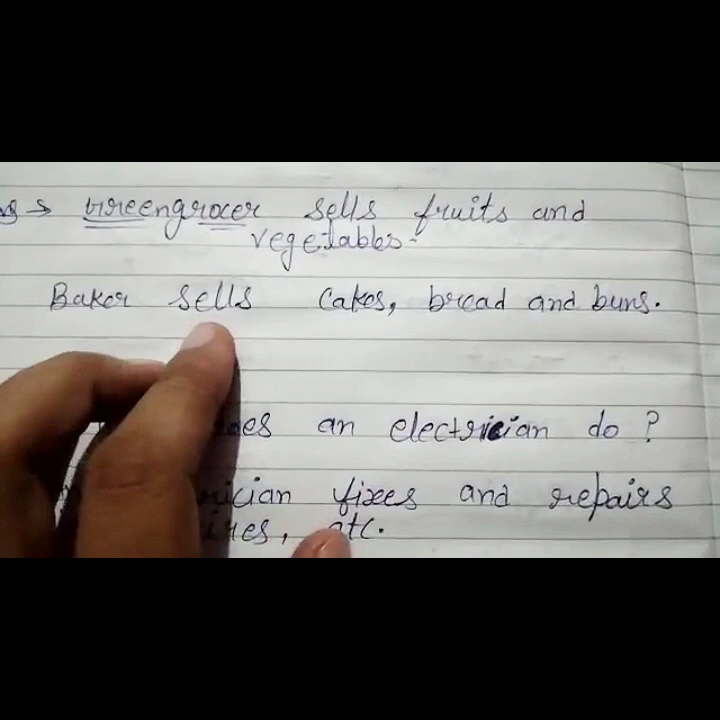 Greengrocer sells fruits and
vegetables.
Baker sells Cakes, bread and buns.
an electrician do ?
fixes and repairs
etc.